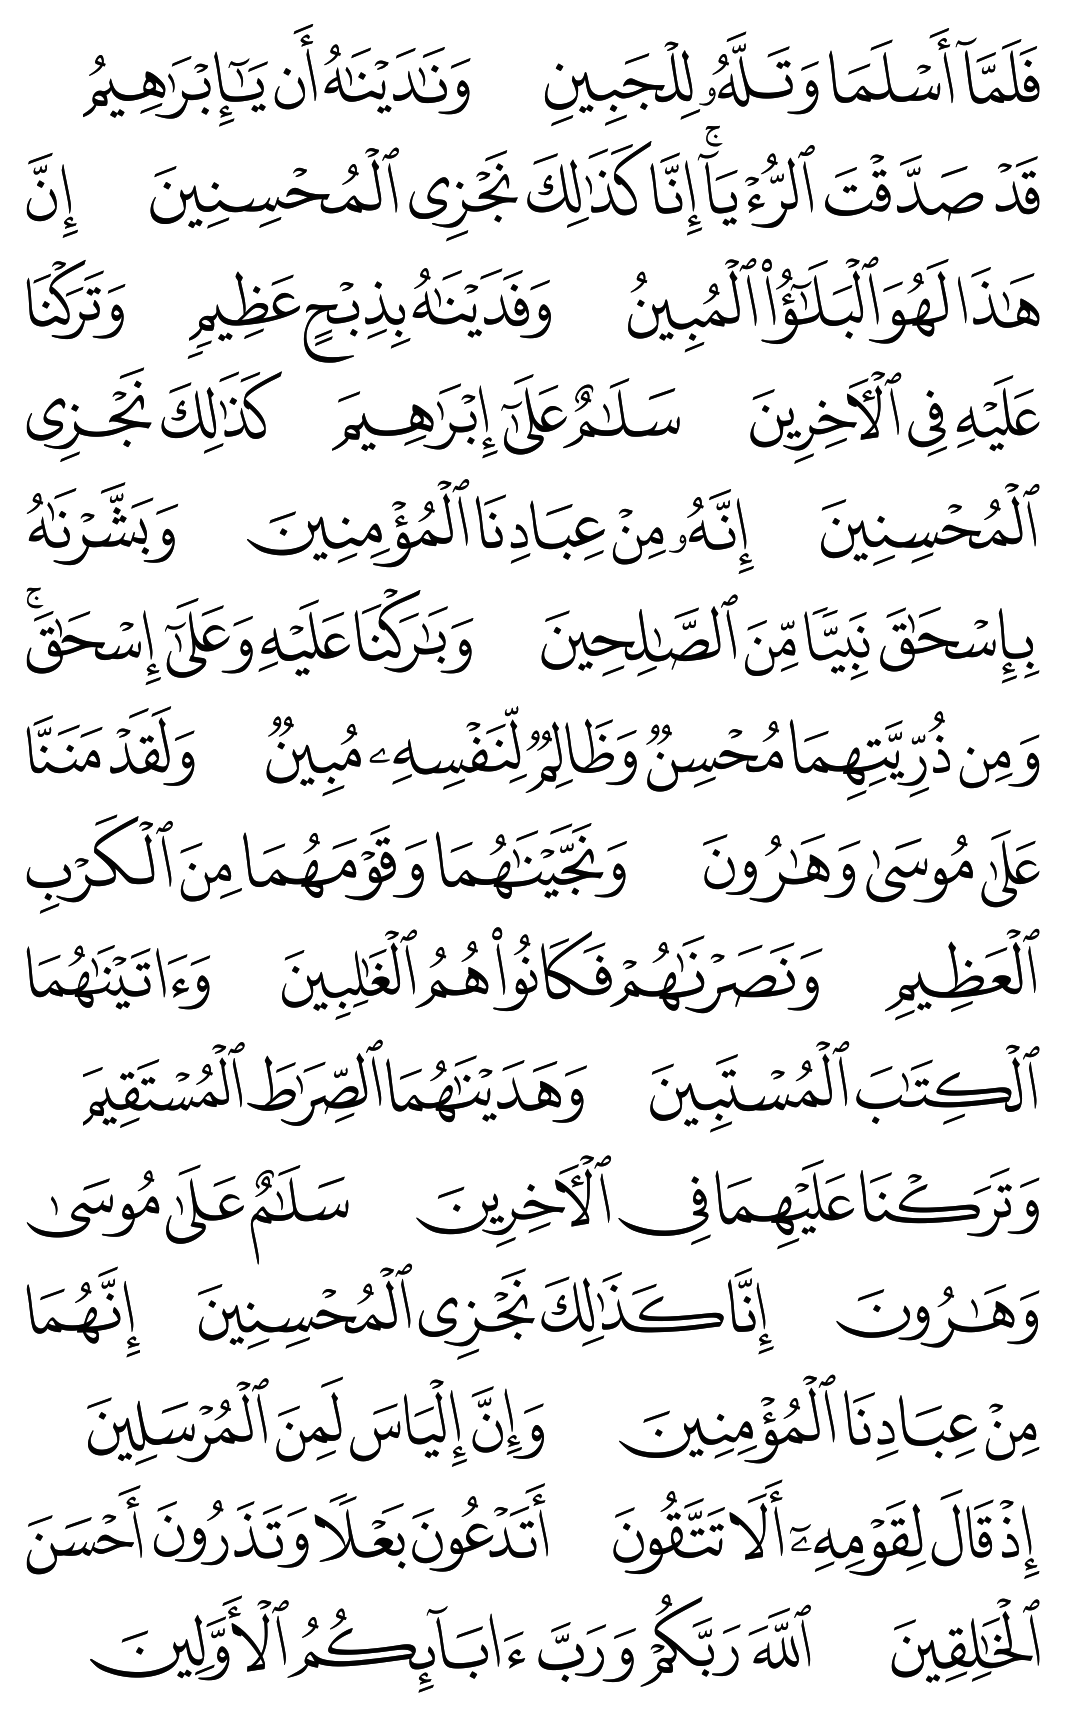 فَلَمَّآ أَسْلَمَا وَتَلَّهُۥ لِلْجَبِينِ وَنَـٰدَيْنَـٰهُ أَن يَـٰٓإِبْرَٰهِيمُ
قَدْ صَدَّقْتَ ٱلرُّءْيَآ ۚ إِنَّا كَذَٰلِكَ نَجْزِى ٱلْمُحْسِنِينَ إِنَّ
هَـٰذَا لَهُوَ ٱلْبَلَـٰٓؤُا۟ ٱلْمُبِينُ وَفَدَيْنَـٰهُ بِذِبْحٍ عَظِيمٍ وَتَرَكْنَا
عَلَيْهِ فِى ٱلْـَٔاخِرِينَ سَلَـٰمٌ عَلَىٰٓ إِبْرَٰهِيمَ كَذَٰلِكَ نَجْزِى
ٱلْمُحْسِنِينَ إِنَّهُۥ مِنْ عِبَادِنَا ٱلْمُؤْمِنِينَ وَبَشَّرْنَـٰهُ
بِإِسْحَـٰقَ نَبِيًّا مِّنَ ٱلصَّـٰلِحِينَ وَبَـٰرَكْنَا عَلَيْهِ وَعَلَىٰٓ إِسْحَـٰقَ ۚ
وَمِن ذُرِّيَّتِهِمَا مُحْسِنٌ وَظَالِمٌ لِّنَفْسِهِۦ مُبِينٌ وَلَقَدْ مَنَنَّا
عَلَىٰ مُوسَىٰ وَهَـٰرُونَ وَنَجَّيْنَـٰهُمَا وَقَوْمَهُمَا مِنَ ٱلْكَرْبِ
ٱلْعَظِيمِ وَنَصَرْنَـٰهُمْ فَكَانُوا۟ هُمُ ٱلْغَـٰلِبِينَ وَءَاتَيْنَـٰهُمَا
ٱلْكِتَـٰبَ ٱلْمُسْتَبِينَ وَهَدَيْنَـٰهُمَا ٱلصِّرَٰطَ ٱلْمُسْتَقِيمَ
وَتَرَكْنَا عَلَيْهِمَا فِى ٱلْـَٔاخِرِينَ سَلَـٰمٌ عَلَىٰ مُوسَىٰ
وَهَـٰرُونَ إِنَّا كَذَٰلِكَ نَجْزِى ٱلْمُحْسِنِينَ إِنَّهُمَا
مِنْ عِبَادِنَا ٱلْمُؤْمِنِينَ وَإِنَّ إِلْيَاسَ لَمِنَ ٱلْمُرْسَلِينَ
إِذْ قَالَ لِقَوْمِهِۦٓ أَلَا تَتَّقُونَ أَتَدْعُونَ بَعْلًا وَتَذَرُونَ أَحْسَنَ
ٱلْخَـٰلِقِينَ ٱللَّهَ رَبَّكُمْ وَرَبَّ ءَابَآئِكُمُ ٱلْأَوَّلِينَ